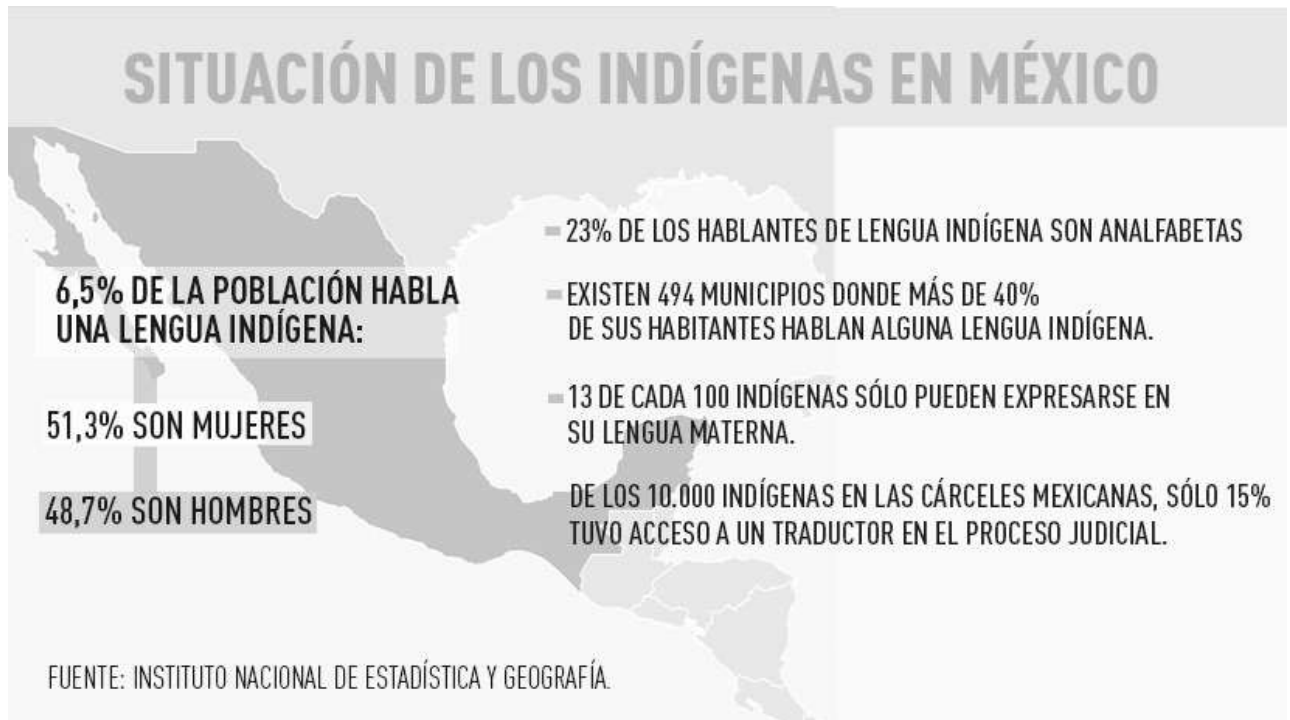 SITUACIÓN DE LOS INDÍGENAS EN MÉXICO
6,5% DE LA POBLACIÓN HABLA
UNA LENGUA INDÍGENA:
51,3% SON MUJERES
48,7% SON HOMBRES
23% DE LOS HABLANTES DE LENGUA INDÍGENA SON ANALFABETAS
EXISTEN 494 MUNICIPIOS DONDE MÁS DE 40%
DE SUS HABITANTES HABLAN ALGUNA LENGUA INDÍGENA.
13 DE CADA 100 INDÍGENAS SÓLO PUEDEN EXPRESARSE EN
SU LENGUA MATERNA.
DE LOS 10.000 INDÍGENAS EN LAS CÁRCELES MEXICANAS, SÓLO 15%
TUVO ACCESO A UN TRADUCTOR EN EL PROCESO JUDICIAL.
FUENTE: INSTITUTO NACIONAL DE ESTADÍSTICA Y GEOGRAFÍA.